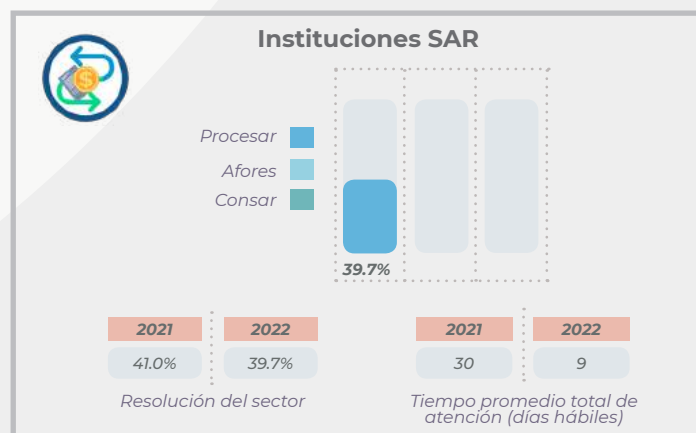 Instituciones SAR
$
Procesar
Afores
Consar
39.7%
2021 2022 2021 2022
41.0% 39.7% 30 9
Resolución del sector
Tiempo promedio total de
atención (días hábiles)